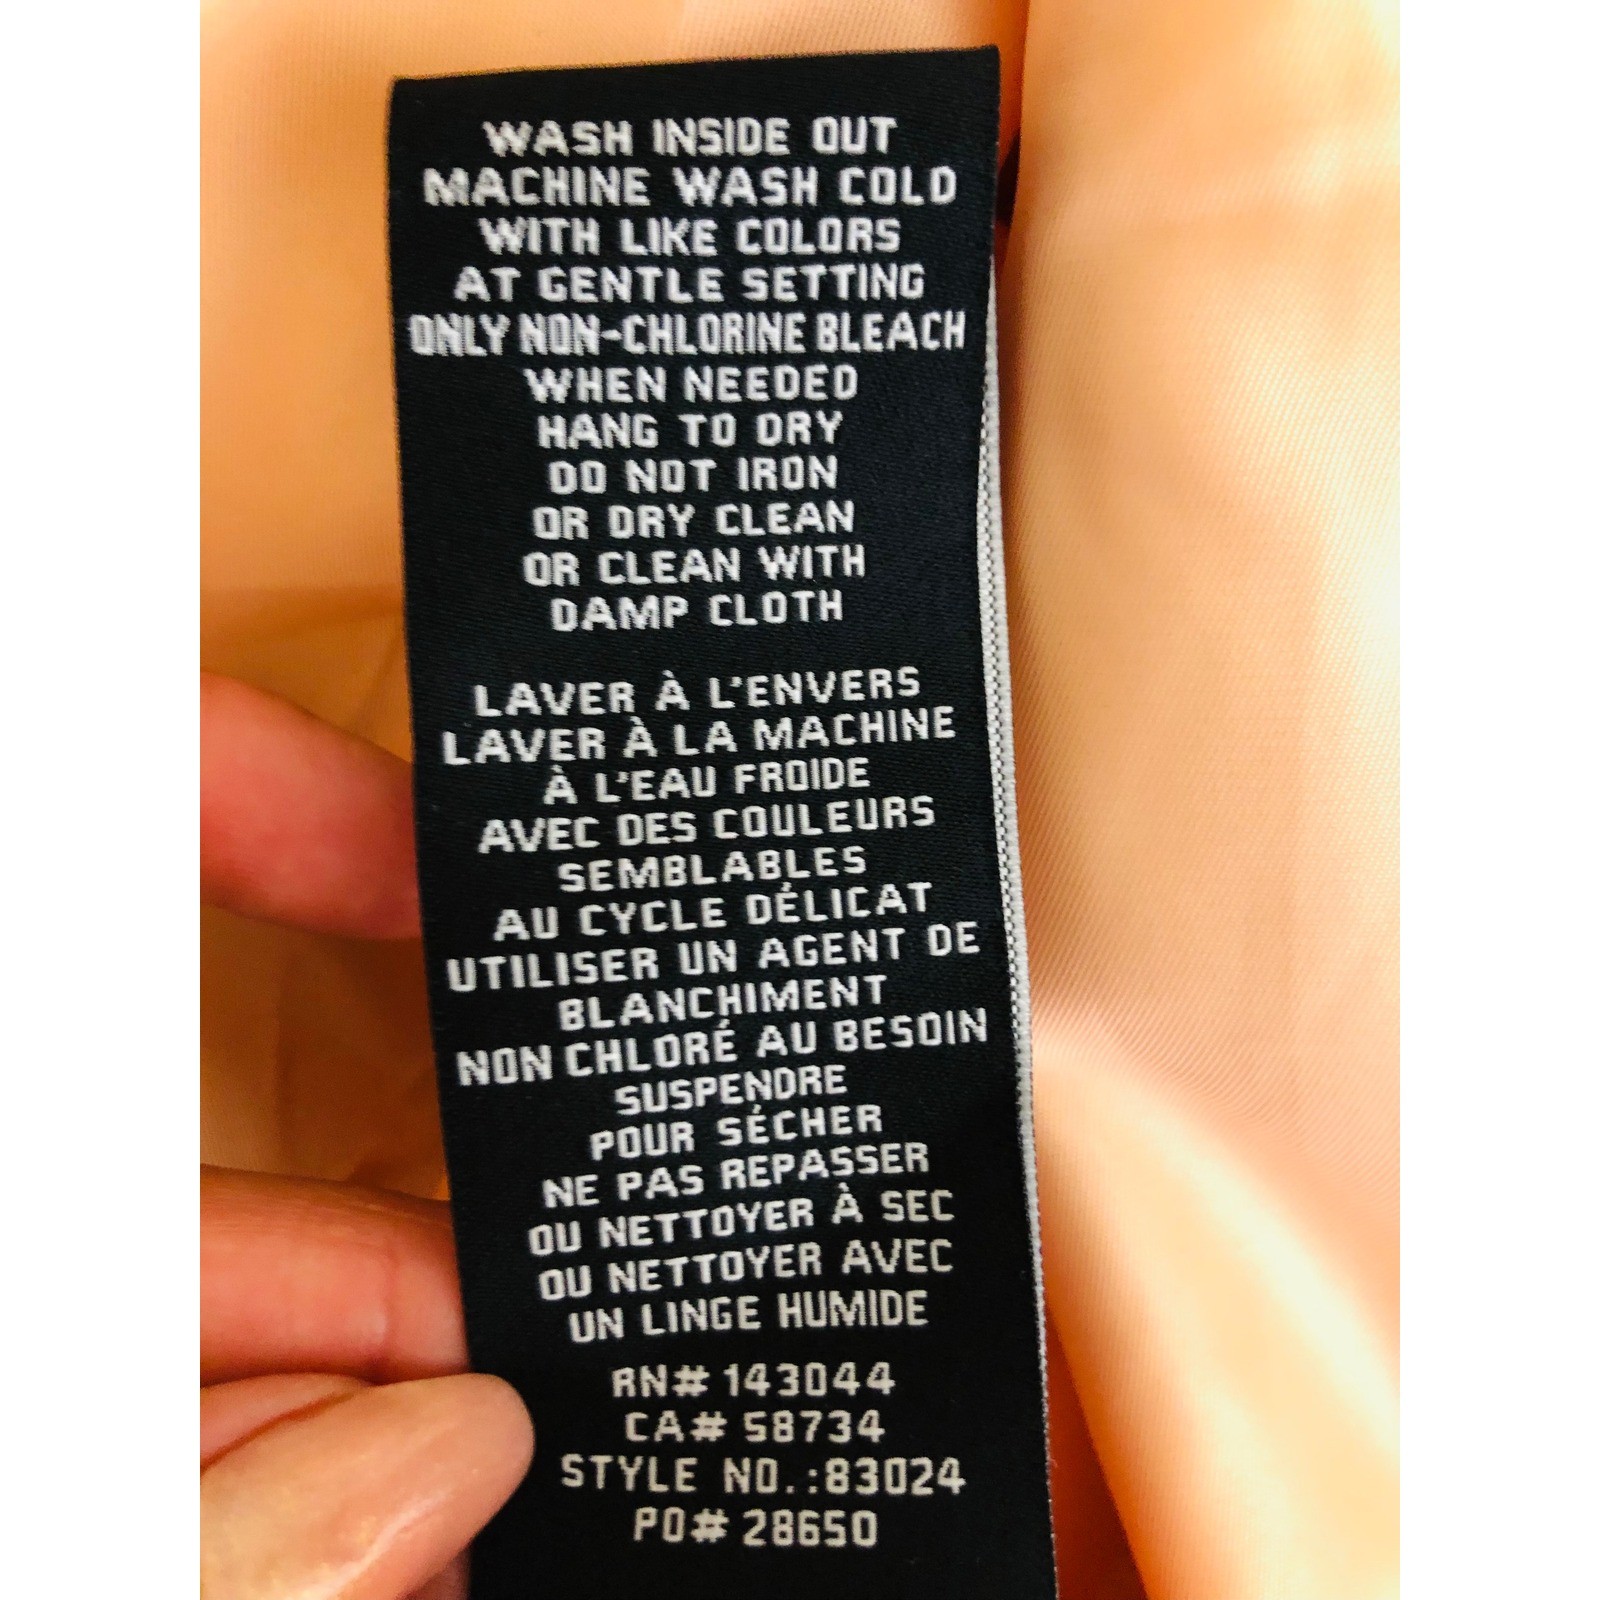 WASH INSIDE OUT
MACHINE WASH COLD
WITH LIKE COLORS
AT GENTLE SETTING
ONLY NON-CHLORINE BLEACH
WHEN NEEDED
HANG TO DRY
DO NOT IRON
OR DRY CLEAN
OR CLEAN WITH
DAMP CLOTH
LAVER À L'ENVERS
LAVER À LA MACHINE
À L'EAU FROIDE
AVEC DES COULEURS
SEMBLABLES
AU CYCLE DÉLICAT
UTILISER UN AGENT DE
BLANCHIMENT
NON CHLORÉ AU BESOIN
SUSPENDRE
POUR SÉCHER
NE PAS REPASSER
OU NETTOYER À SEC
OU NETTOYER AVEC
UN LINGE HUMIDE
RN# 143044
CA# 58734
STYLE NO.:83024
PO# 28650